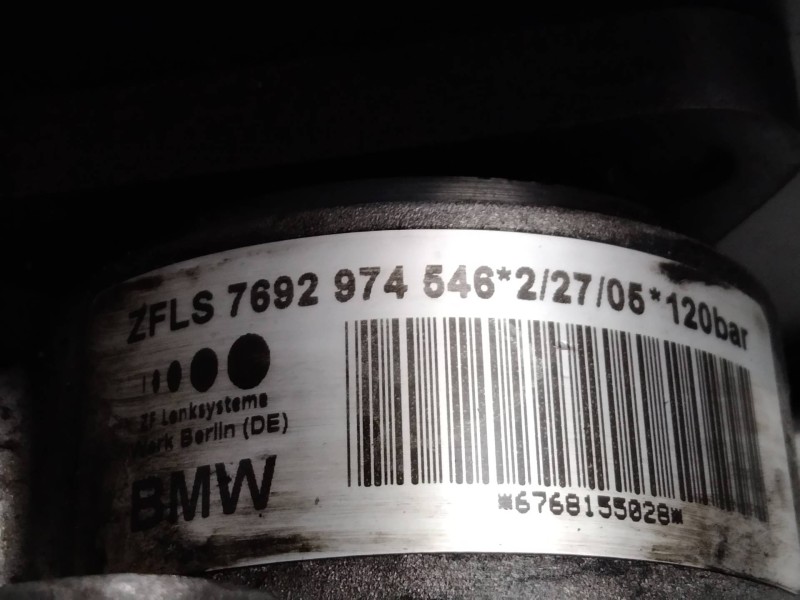 ZFLS 7692 974 546*2/27/05*120bar
ZF Lenksysteme
Werk Berlin (DE)
BMW
*6768155028*